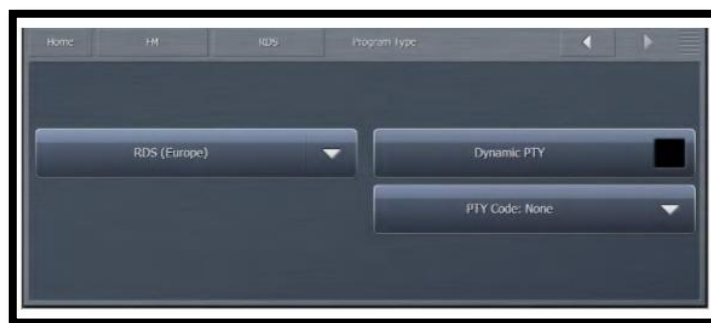 Home FM RDS Program Type
RDS (Europe)
Dynamic PTY
PTY Code: None